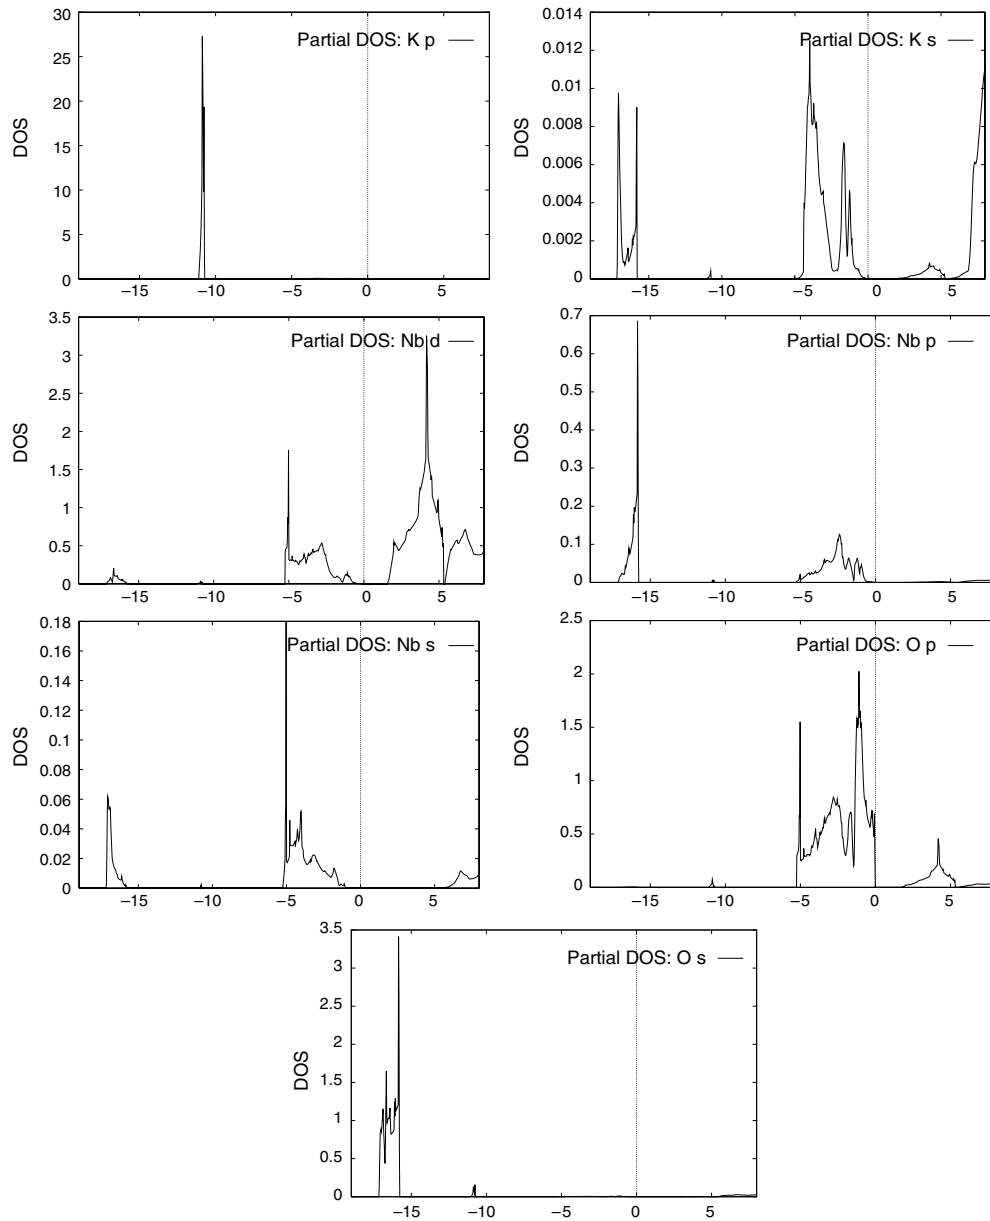 30
25
20
15
10
5
0
DOS
Partial DOS: K p
−15 −10 −5 0 5
0.014
0.012
0.01
0.008
0.006
0.004
0.002
0
DOS
Partial DOS: K s
−15 −10 −5 0 5
3.5
3
2.5
2
1.5
1
0.5
0
DOS
Partial DOS: Nb d
−15 −10 −5 0 5
0.7
0.6
0.5
0.4
0.3
0.2
0.1
0
DOS
Partial DOS: Nb p
−15 −10 −5 0 5
0.18
0.16
0.14
0.12
0.1
0.08
0.06
0.04
0.02
0
DOS
Partial DOS: Nb s
−15 −10 −5 0 5
2.5
2
1.5
1
0.5
0
DOS
Partial DOS: O p
−15 −10 −5 0 5
3.5
3
2.5
2
1.5
1
0.5
0
DOS
Partial DOS: O s
−15 −10 −5 0 5